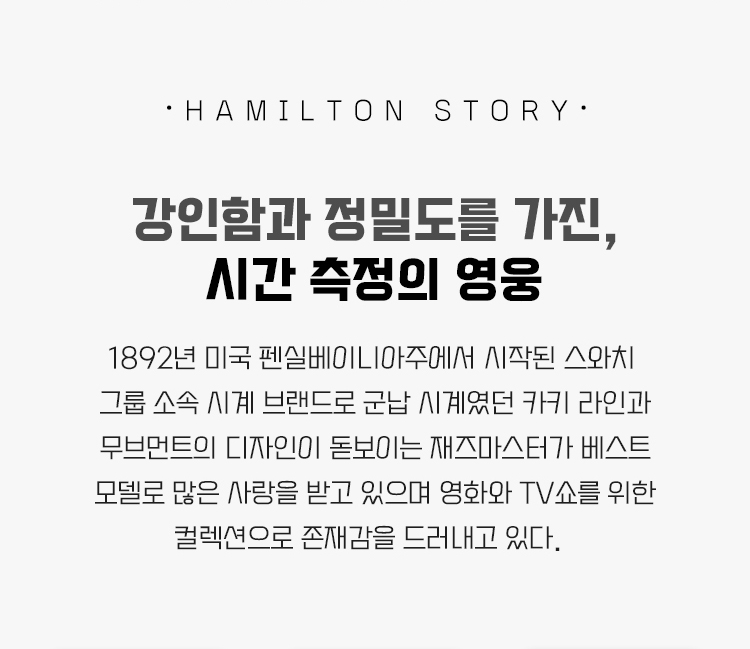 ·HAMILTON STORY·
강인함과 정밀도를 가진,
시간 측정의 영웅
1892년 미국 펜실베이니아주에서 시작된 스와치
그룹 소속 시계 브랜드로 군납 시계였던 카키 라인과
무브먼트의 디자인이 돋보이는 재즈마스터가 베스트
모델로 많은 사랑을 받고 있으며 영화와 TV쇼를 위한
컬렉션으로 존재감을 드러내고 있다.